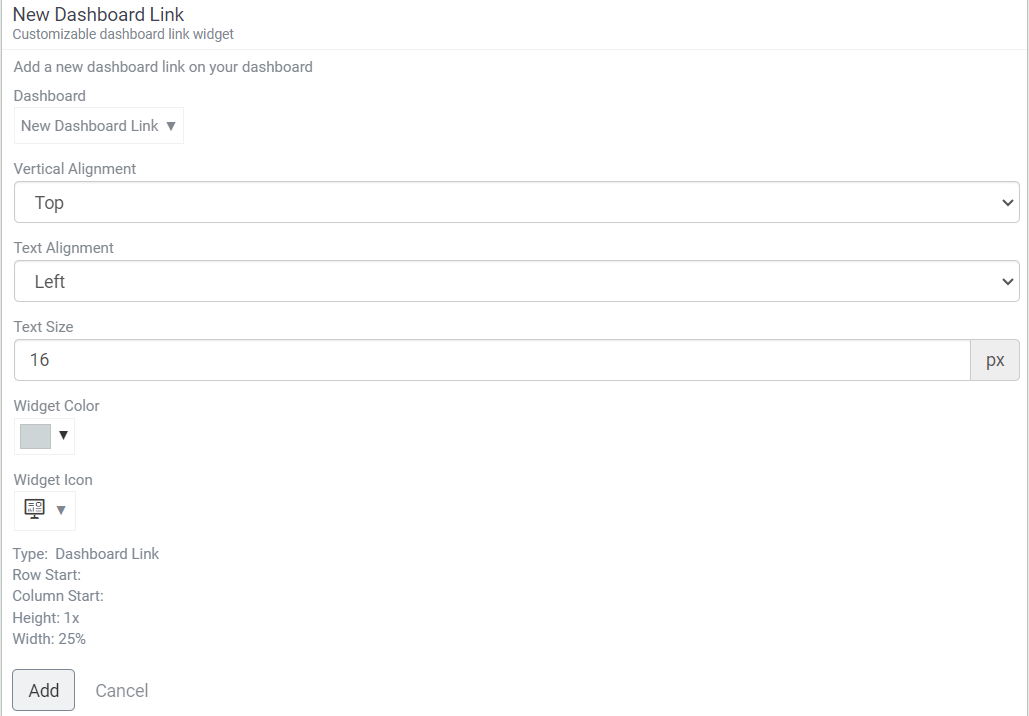 New Dashboard Link
Customizable dashboard link widget
Add a new dashboard link on your dashboard
Dashboard
New Dashboard Link ▼
Vertical Alignment
Top
Text Alignment
Left
Text Size
16 px
Widget Color
▼
Widget Icon
▼
Type: Dashboard Link
Row Start:
Column Start:
Height: 1x
Width: 25%
Add Cancel